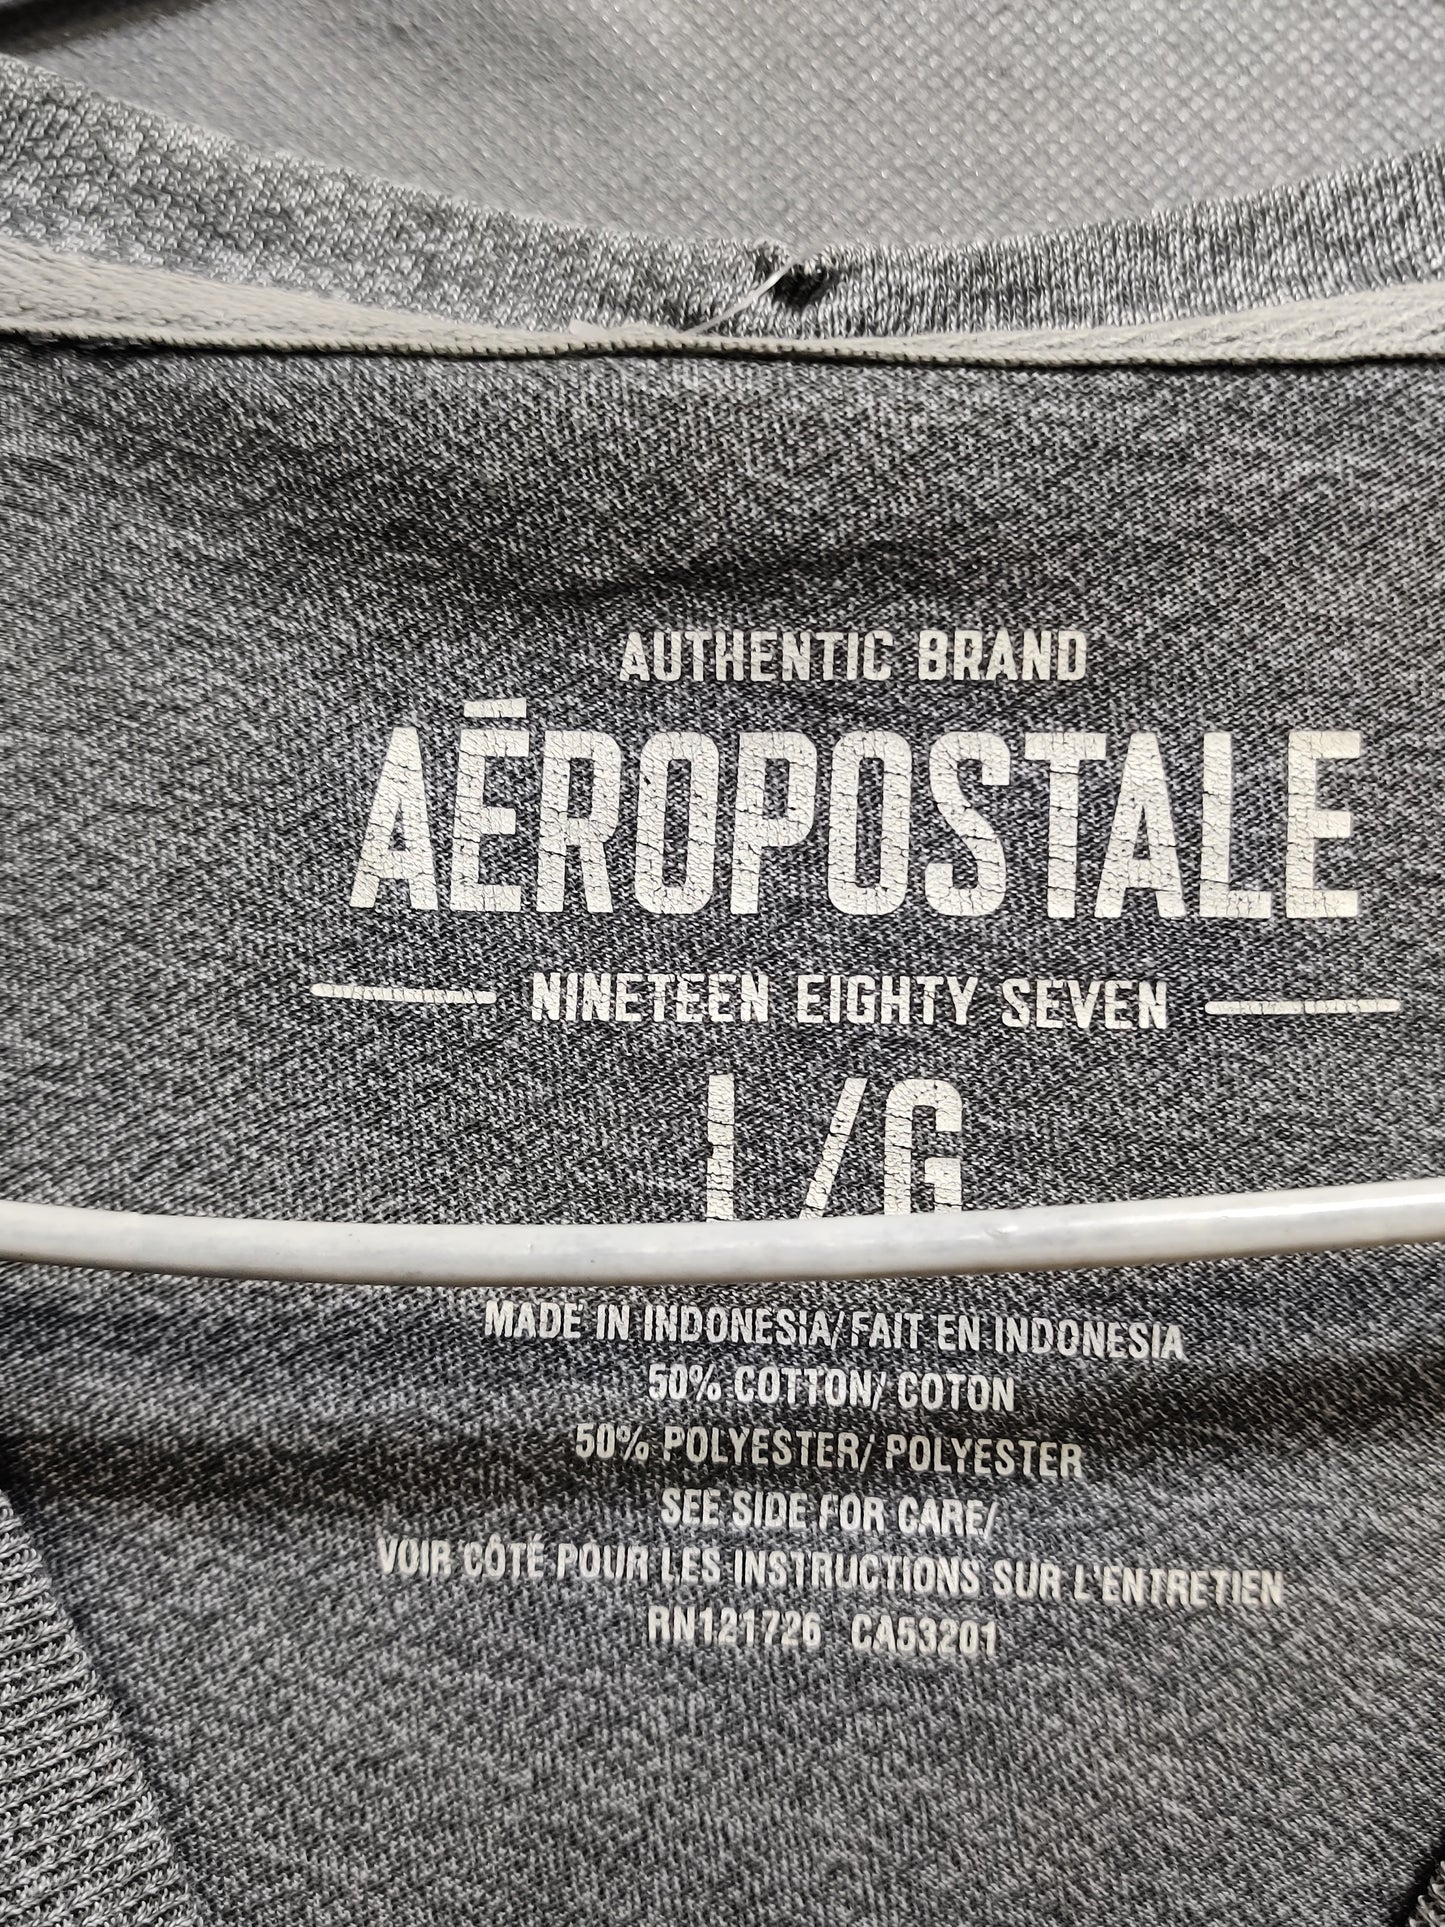 AUTHENTIC BRAND
AÉROPOSTALE
NINETEEN EIGHTY SEVEN
L/G
MADE IN INDONESIA/FAIT EN INDONESIA
50% COTTON/ COTON
50% POLYESTER/ POLYESTER
SEE SIDE FOR CARE/
VOIR CÔTÉ POUR LES INSTRUCTIONS SUR L'ENTRETIEN
RN121726 CA53201